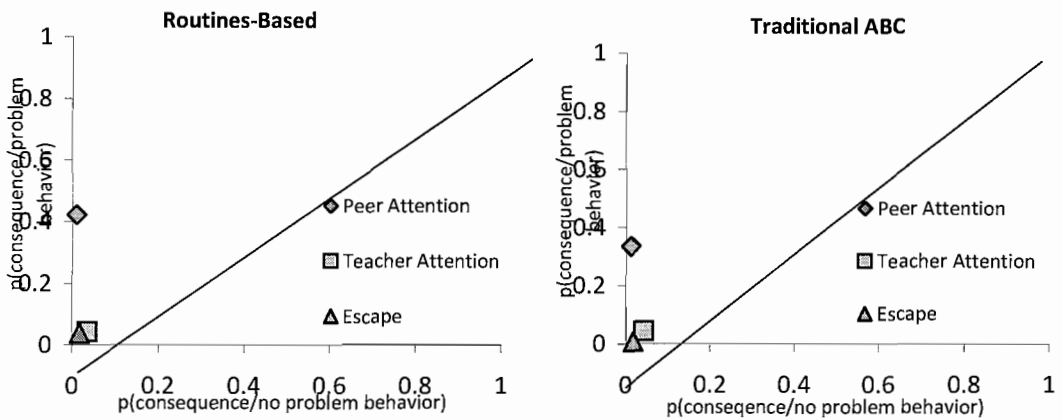 Routines-Based
p(consequence/problem
behavior)
1
0.8
0.6
0.4
0.2
0
0
0.2
0.4
0.6
0.8
1
p(consequence/no problem behavior)
Peer Attention
Teacher Attention
Escape
Traditional ABC
p(consequence/problem
behavior)
1
0.8
0.6
0.4
0.2
0
0
0.2
0.4
0.6
0.8
1
p(conseqence/no problem behavior)
Peer Attention
Teacher Attention
Escape